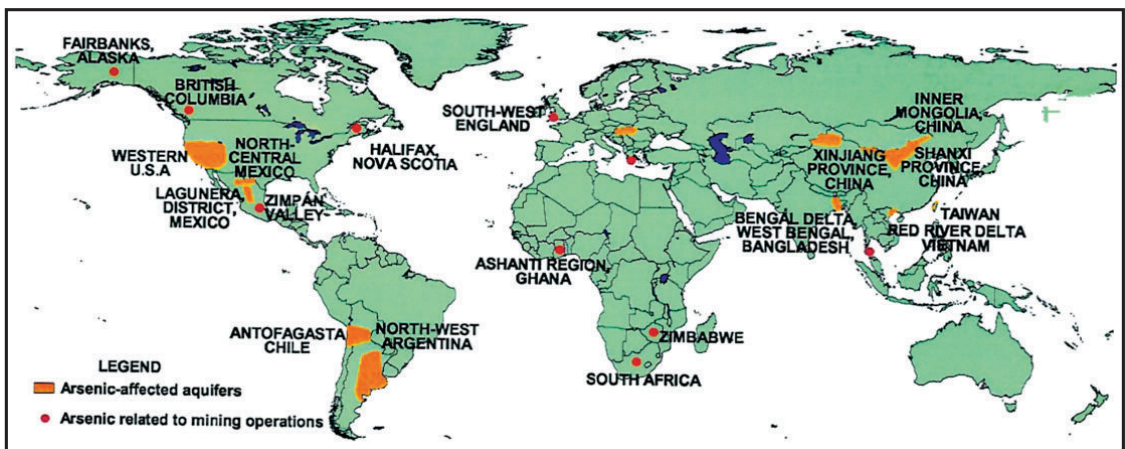 FAIRBANKS,
ALASKA
BRITISH
COLUMBIA
WESTERN
U.S.A
NORTH-
CENTRAL
MEXICO
LAGUNERA
DISTRICT,
MEXICO
ZIMPÁN
VALLEY
HALIFAX,
NOVA SCOTIA
SOUTH-WEST
ENGLAND
INNER
MONGOLIA,
CHINA
XINJIANG
PROVINCE,
CHINA
SHANXI
PROVINCE,
CHINA
BENGAL DELTA,
WEST BENGAL,
BANGLADESH
TAIWAN
RED RIVER DELTA
VIETNAM
ASHANTI REGION,
GHANA
ANTOFAGASTA
CHILE
NORTH-WEST
ARGENTINA
ZIMBABWE
SOUTH AFRICA
LEGEND
Arsenic-affected aquifers
Arsenic related to mining operations